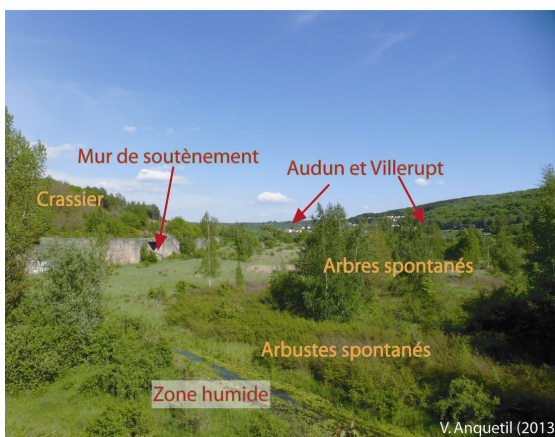 Mur de soutènement
Audun et Villerupt
Crassier
Arbres spontanés
Arbustes spontanés
Zone humide
V. Anquetil (2013